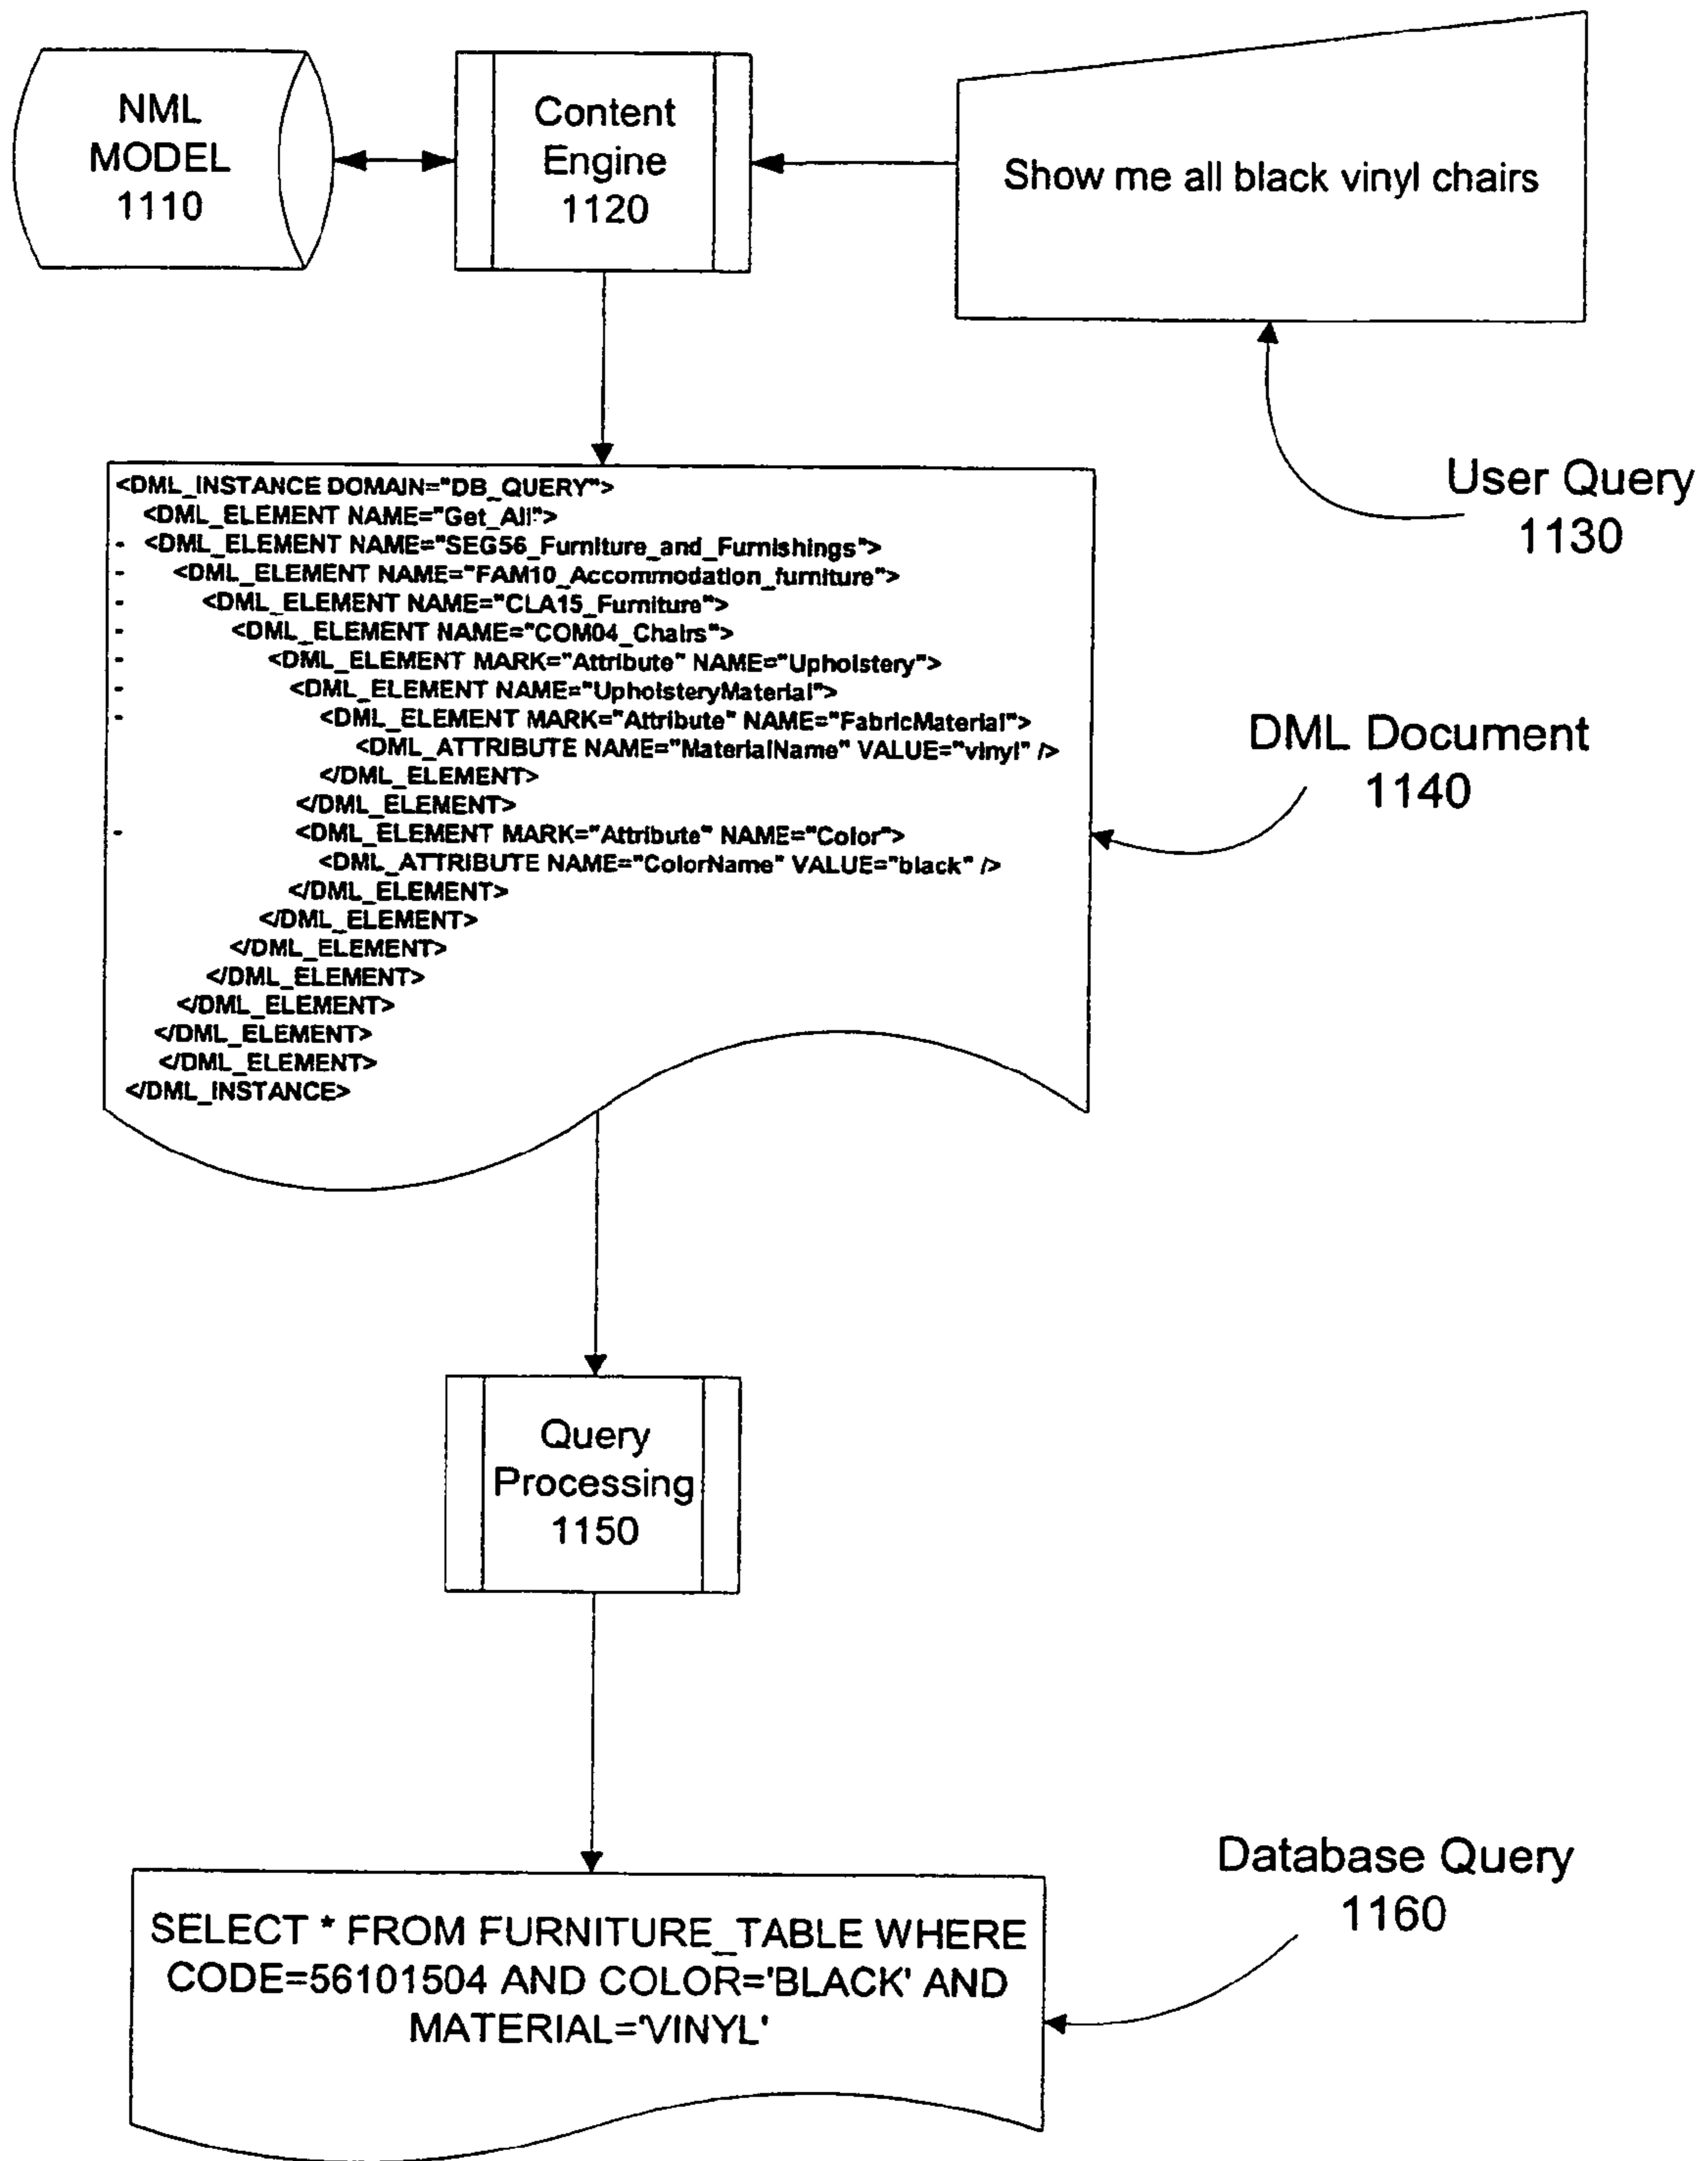 NML
MODEL
1110
Content
Engine
1120
Show me all black vinyl chairs
User Query
1130
<DML_INSTANCE DOMAIN="DB_QUERY">
<DML_ELEMENT NAME="Get_All">
- <DML_ELEMENT NAME="SEG56_Furniture_and_Furnishings">
- <DML_ELEMENT NAME="FAM10_Accommodation_furniture">
- <DML_ELEMENT NAME="CLA15_Furniture">
- <DML_ELEMENT NAME="COM04_Chairs">
- <DML_ELEMENT MARK="Attribute" NAME="Upholstery">
- <DML_ELEMENT NAME="UpholsteryMaterial">
- <DML_ELEMENT MARK="Attribute" NAME="FabricMaterial">
<DML_ATTRIBUTE NAME="MaterialName" VALUE="vinyl" />
</DML_ELEMENT>
</DML_ELEMENT>
- <DML_ELEMENT MARK="Attribute" NAME="Color">
<DML_ATTRIBUTE NAME="ColorName" VALUE="black" />
</DML_ELEMENT>
</DML_ELEMENT>
</DML_ELEMENT>
</DML_ELEMENT>
</DML_ELEMENT>
</DML_ELEMENT>
</DML_ELEMENT>
</DML_INSTANCE>
DML Document
1140
Query
Processing
1150
Database Query
1160
SELECT * FROM FURNITURE_TABLE WHERE
CODE=56101504 AND COLOR='BLACK' AND
MATERIAL='VINYL'